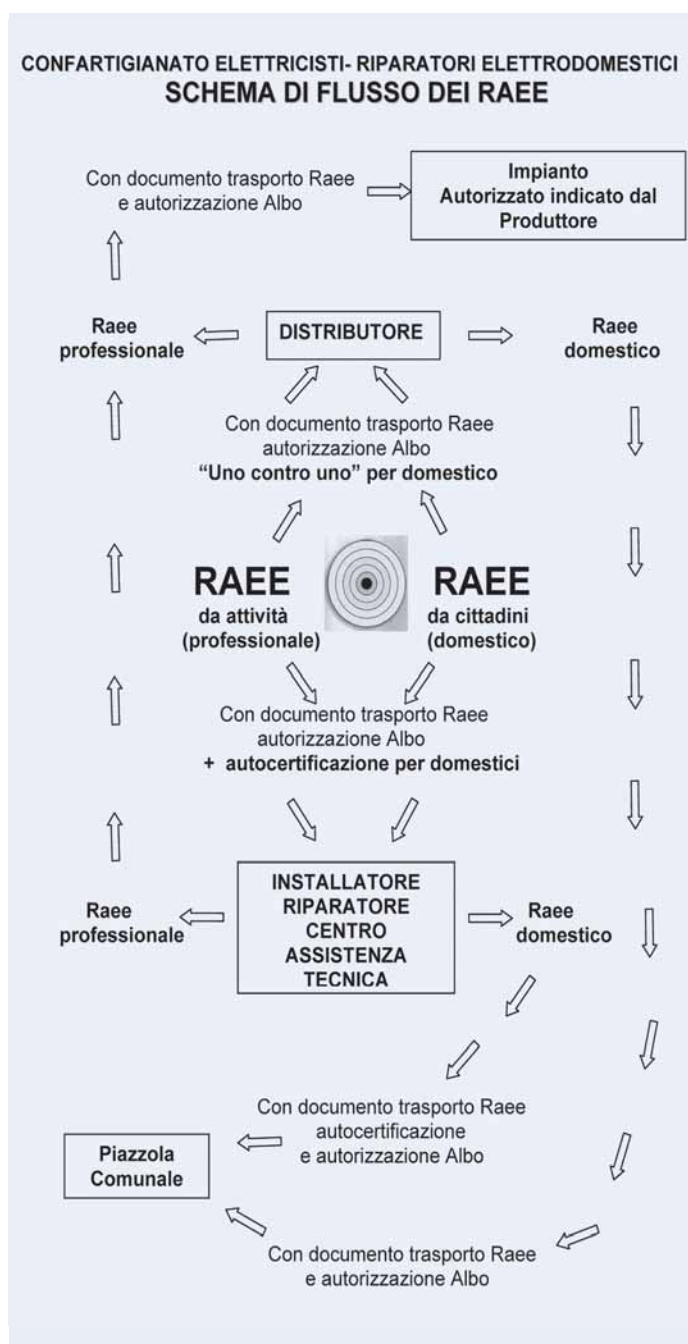 CONFARTIGIANATO ELETTRICISTI- RIPARATORI ELETTRODOMESTICI
SCHEMA DI FLUSSO DEI RAEE
Con documento trasporto Raee
e autorizzazione Albo
Impianto
Autorizzato indicato dal
Produttore
Raee
professionale
DISTRIBUTORE
Raee
domestico
Con documento trasporto Raee
autorizzazione Albo
“Uno contro uno” per domestico
RAEE
da attività
(professionale)
RAEE
da cittadini
(domestico)
Con documento trasporto Raee
autorizzazione Albo
+ autocertificazione per domestici
Raee
professionale
INSTALLATORE
RIPARATORE
CENTRO
ASSISTENZA
TECNICA
Raee
domestico
Con documento trasporto Raee
autocertificazione
e autorizzazione Albo
Piazzola
Comunale
Con documento trasporto Raee
e autorizzazione Albo